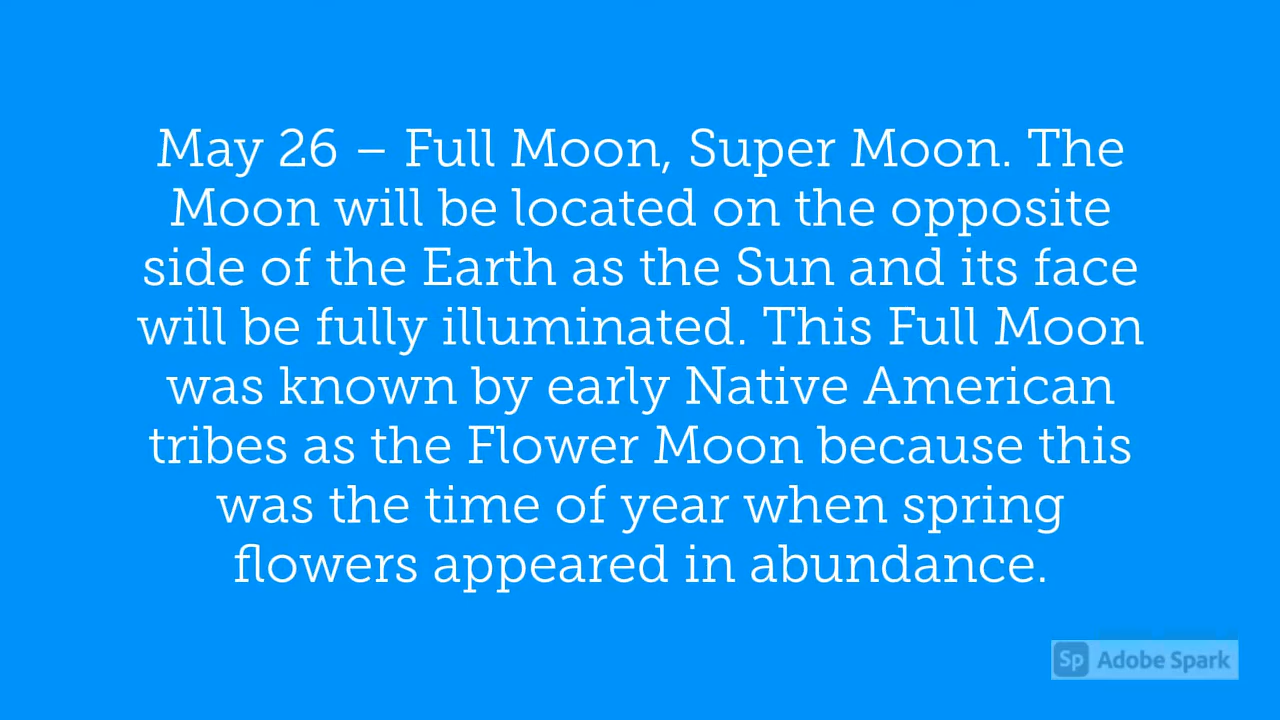 May 26 – Full Moon, Super Moon. The
Moon will be located on the opposite
side of the Earth as the Sun and its face
will be fully illuminated. This Full Moon
was known by early Native American
tribes as the Flower Moon because this
was the time of year when spring
flowers appeared in abundance.
Sp Adobe Spark